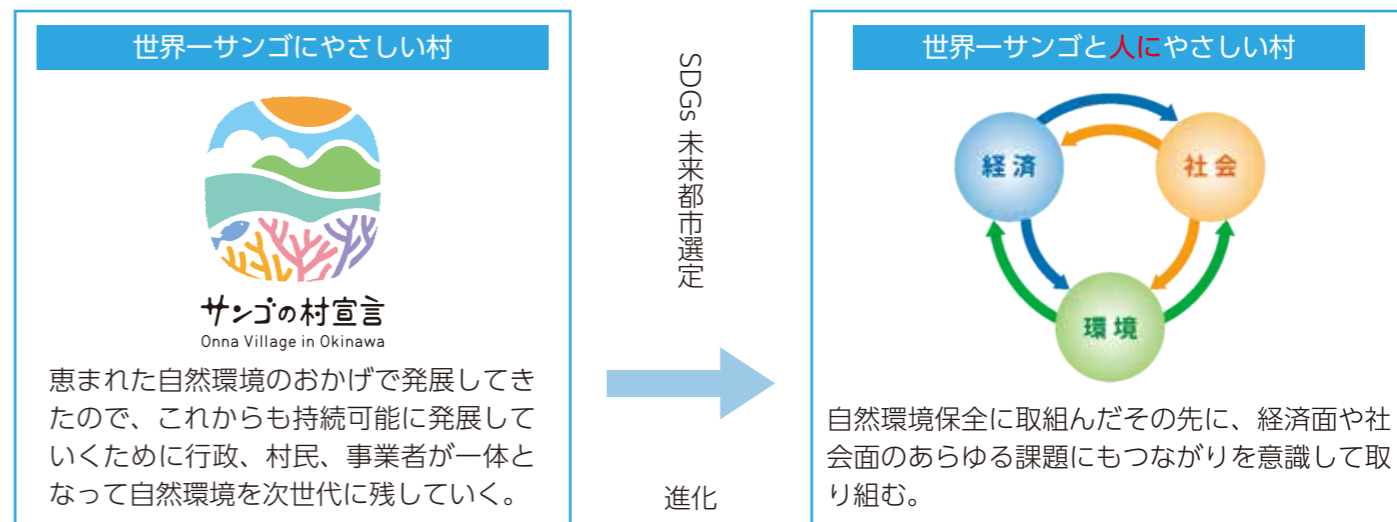 世界一サンゴにやさしい村
サンゴの村宣言
Onna Village in Okinawa
恵まれた自然環境のおかげで発展してき
たので、これからも持続可能に発展して
いくために行政、村民、事業者が一体と
なって自然環境を次世代に残していく。
SDGs 未来都市選定
進化
世界一サンゴと人にやさしい村
経済
社会
環境
自然環境保全に取組んだその先に、経済面や社
会面のあらゆる課題にもつながりを意識して取
り組む。